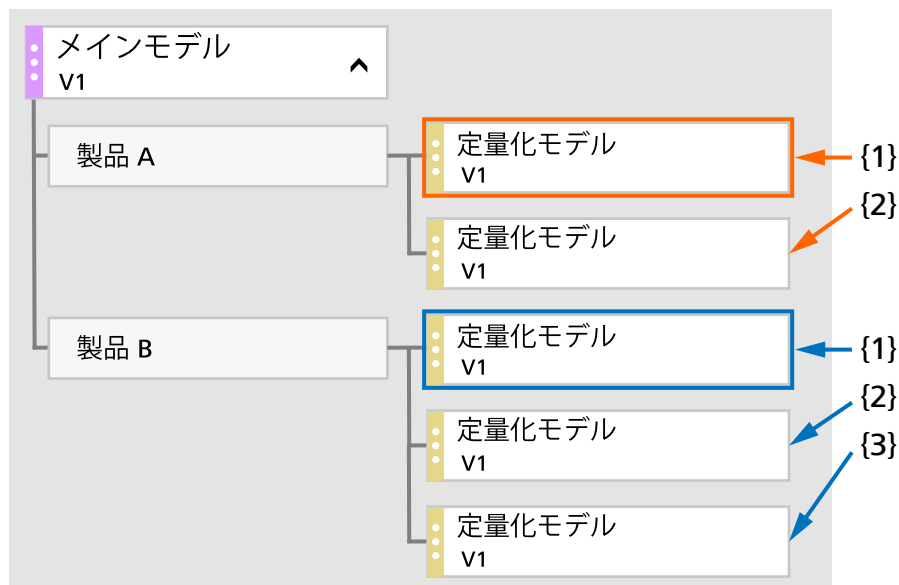 メインモデル
V1
製品 A
定量化モデル
V1
{1}
{2}
定量化モデル
V1
製品 B
定量化モデル
V1
{1}
{2}
定量化モデル
V1
{3}
定量化モデル
V1